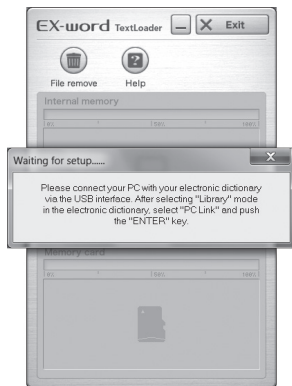 EX-word TextLoader
Exit
File remove
Help
Internal memory
0%
50%
100%
Waiting for setup......
Please connect your PC with your electronic dictionary
via the USB interface. After selecting "Library" mode
in the electronic dictionary, select "PC Link" and push
the "ENTER" key.
Memory card
0%
50%
100%